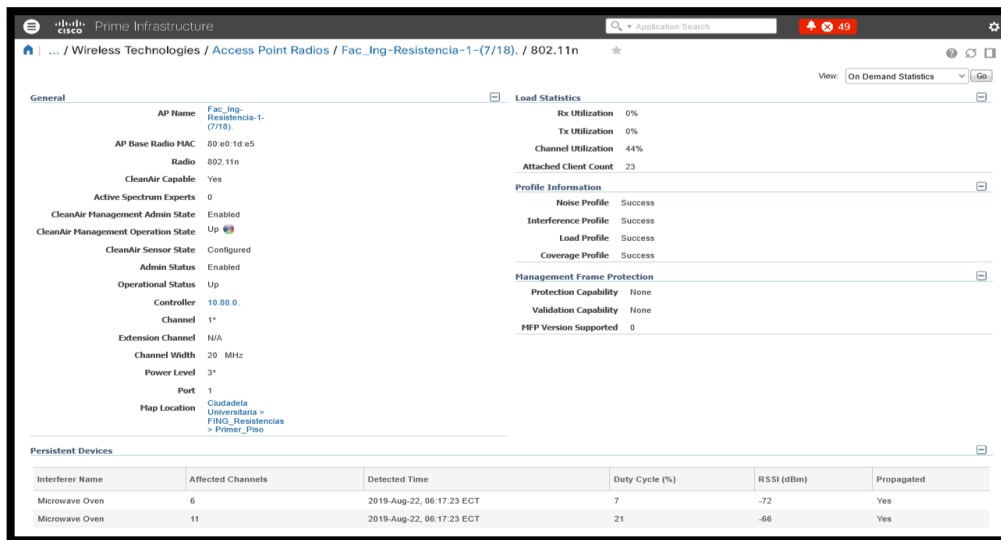 CISCO Prime Infrastructure
Application Search
49
... / Wireless Technologies / Access Point Radios / Fac_Ing-Resistencia-1-(7/18). / 802.11n
View: On Demand Statistics Go
General
AP Name Fac_Ing-
Resistencia-1-
(7/18).
AP Base Radio MAC 80:e0:1d:e5
Radio 802.11n
CleanAir Capable Yes
Active Spectrum Experts 0
CleanAir Management Admin State Enabled
CleanAir Management Operation State Up
CleanAir Sensor State Configured
Admin Status Enabled
Operational Status Up
Controller 10.80.0.
Channel 1*
Extension Channel N/A
Channel Width 20 MHz
Power Level 3*
Port 1
Map Location Ciudadela
Universitaria >
FING_Resistencias
> Primer_Piso
Load Statistics
Rx Utilization 0%
Tx Utilization 0%
Channel Utilization 44%
Attached Client Count 23
Profile Information
Noise Profile Success
Interference Profile Success
Load Profile Success
Coverage Profile Success
Management Frame Protection
Protection Capability None
Validation Capability None
MFP Version Supported 0
Persistent Devices
Interferer Name Affected Channels Detected Time Duty Cycle (%) RSSI (dBm) Propagated
Microwave Oven 6 2019-Aug-22, 06:17:23 ECT 7 -72 Yes
Microwave Oven 11 2019-Aug-22, 06:17:23 ECT 21 -66 Yes